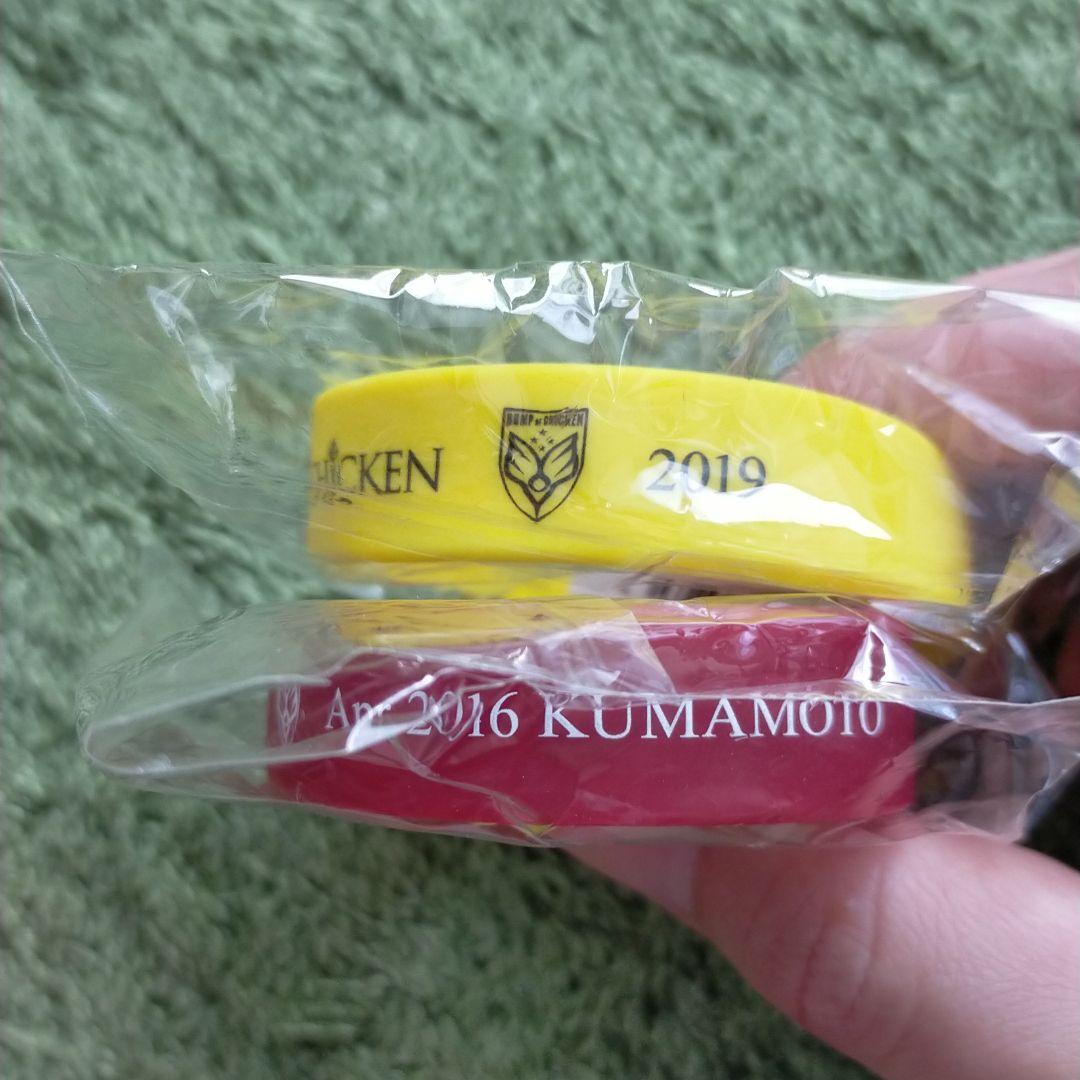 CHiCKEN
BUMP OF CHICKEN
2019
Apr. 2016 KUMAMOTO